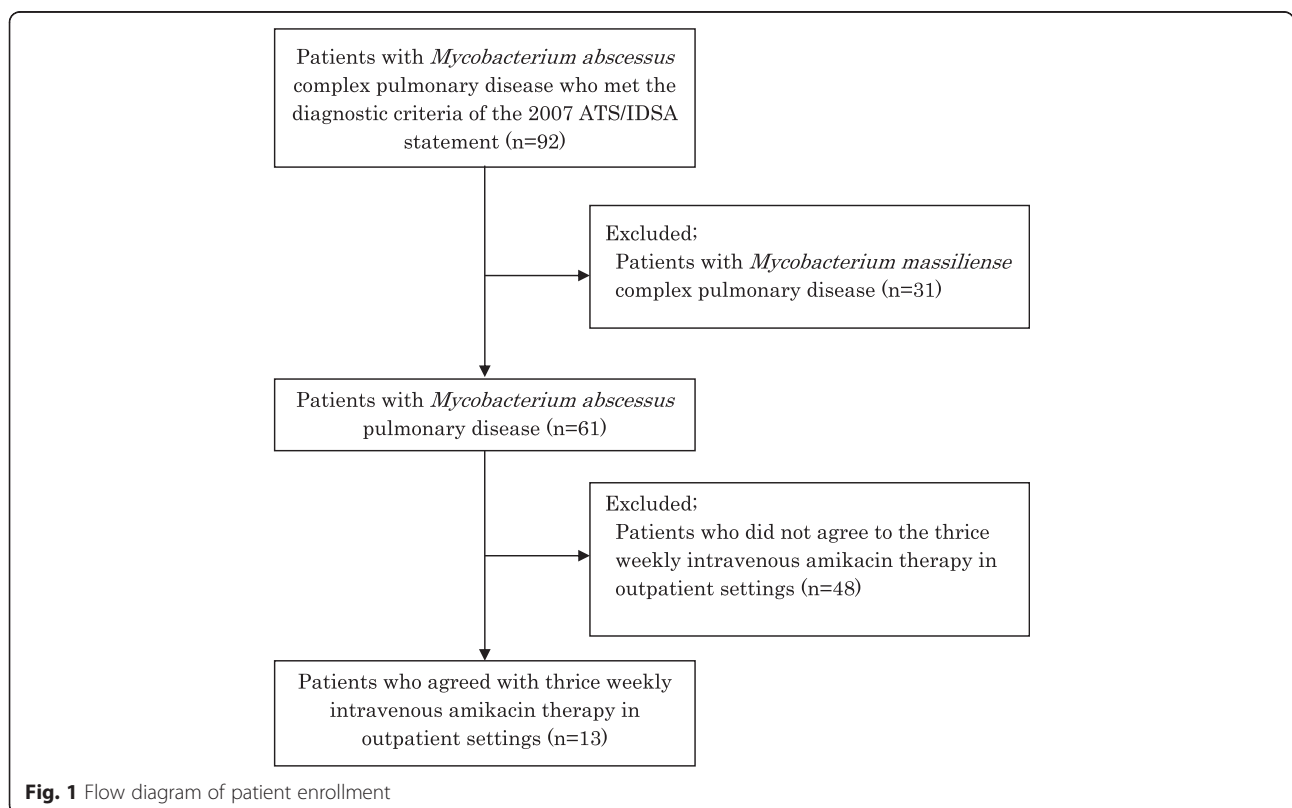 Patients with Mycobacterium abscessus
complex pulmonary disease who met the
diagnostic criteria of the 2007 ATS/IDSA
statement (n=92)
Excluded;
Patients with Mycobacterium massiliense
complex pulmonary disease (n=31)
Patients with Mycobacterium abscessus
pulmonary disease (n=61)
Excluded;
Patients who did not agree to the thrice
weekly intravenous amikacin therapy in
outpatient settings (n=48)
Patients who agreed with thrice weekly
intravenous amikacin therapy in
outpatient settings (n=13)
Fig. 1 Flow diagram of patient enrollment